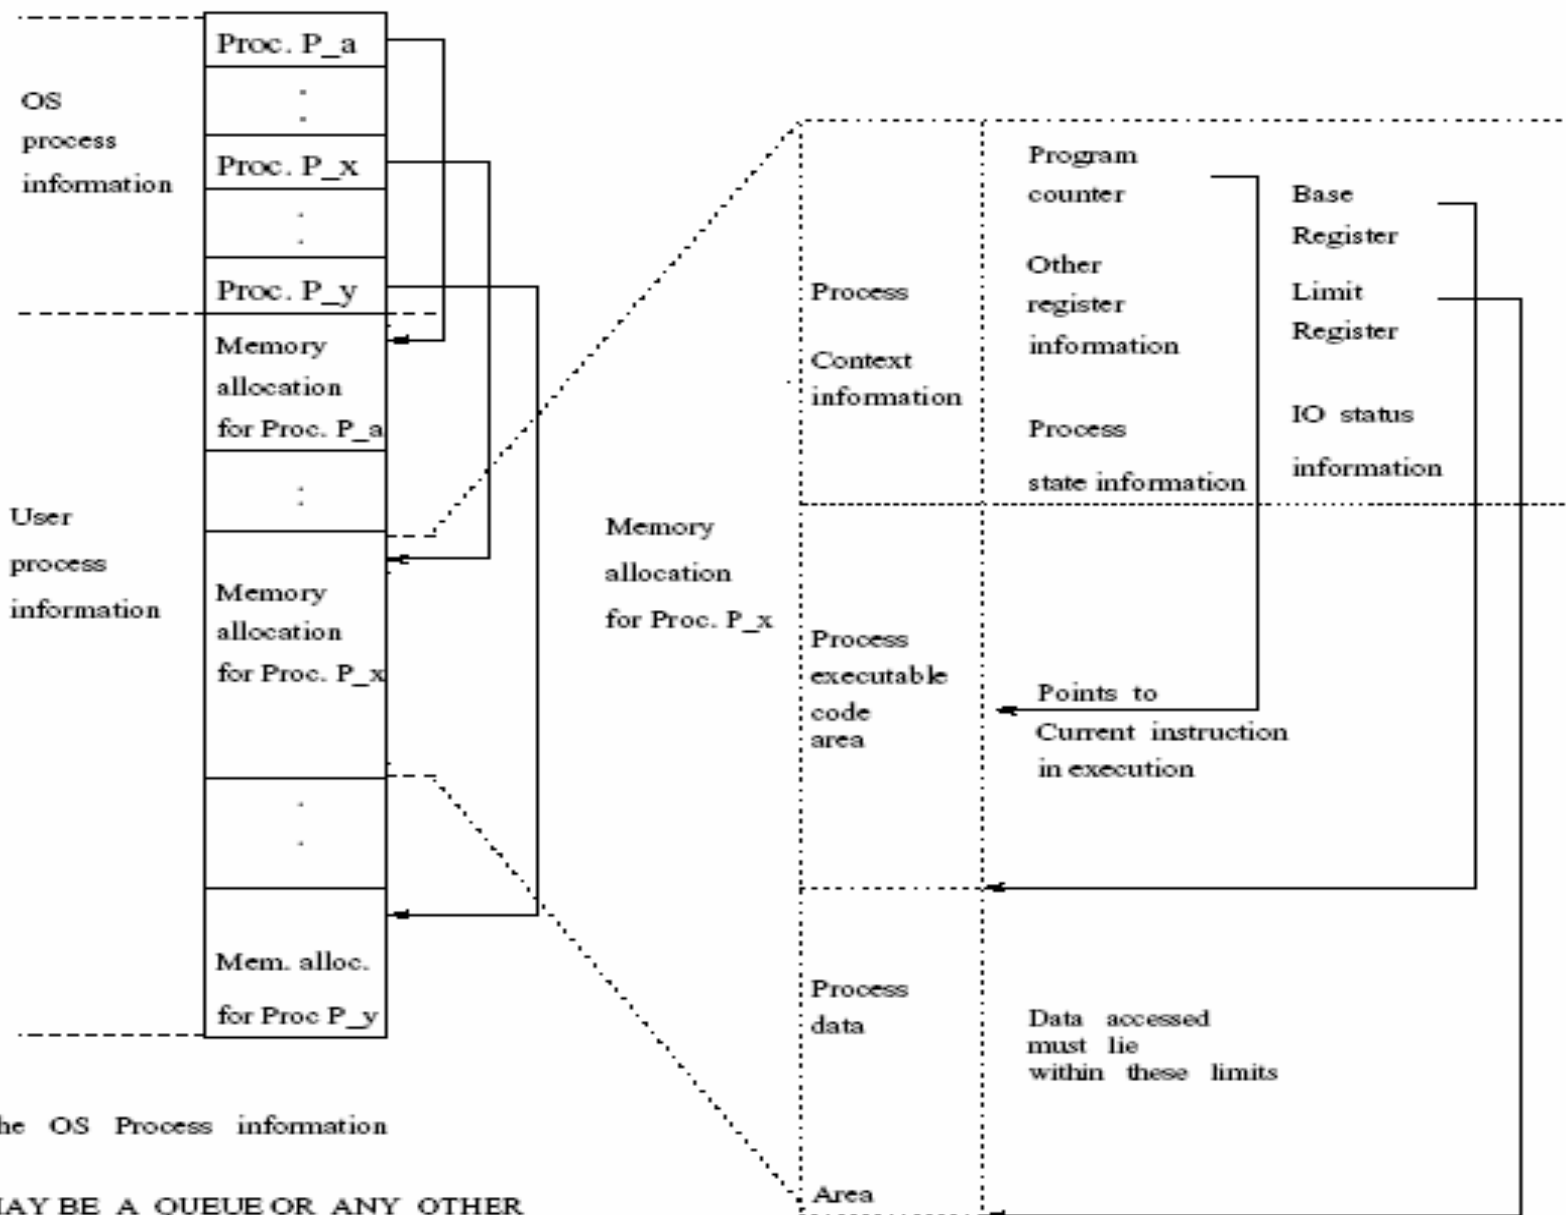 Proc. P_a
OS
process
information
Proc. P_x
Proc. P_y
Memory
allocation
for Proc. P_a
User
process
information
Memory
allocation
for Proc. P_x
Mem. alloc.
for Proc P_y
Memory
allocation
for Proc. P_x
Process
Context
information
Program
counter
Other
register
information
Process
state information
Base
Register
Limit
Register
IO status
information
Process
executable
code
area
Points to
Current instruction
in execution
Process
data
Area
Data accessed
must lie
within these limits
he OS Process information
MAY BE A QUEUE OR ANY OTHER